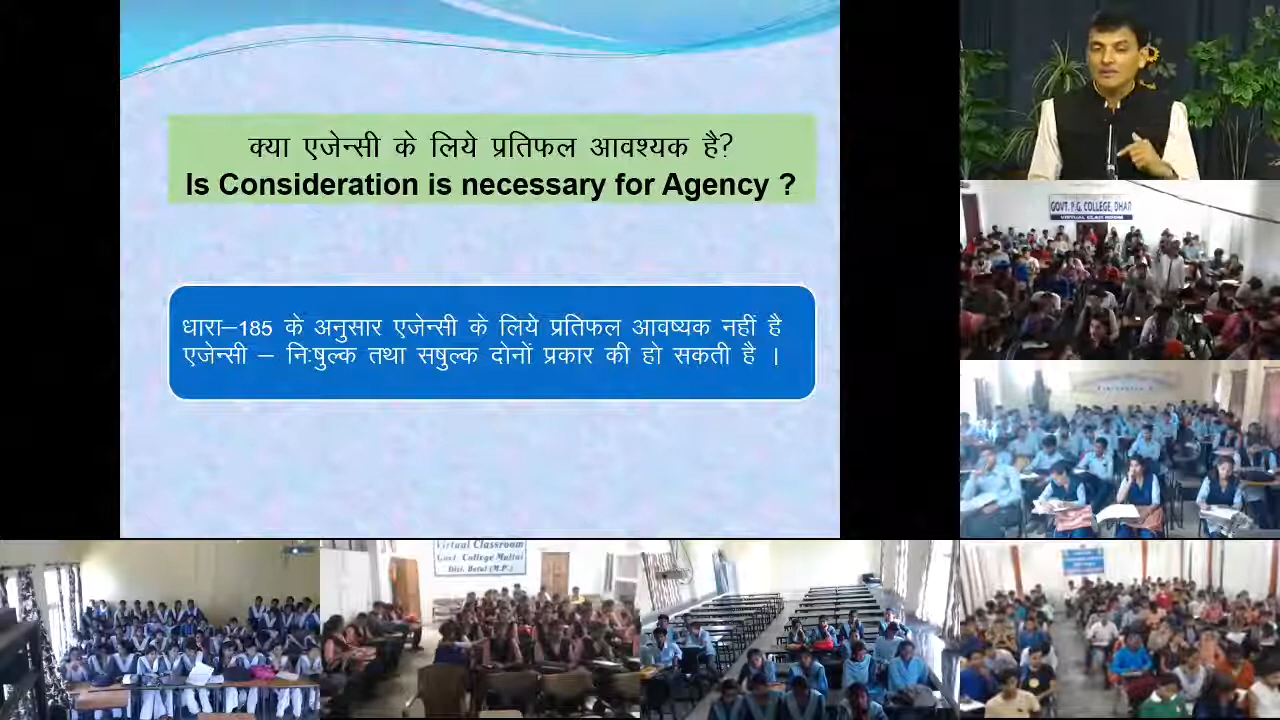 क्या एजेन्सी के लिये प्रतिफल आवश्यक है?
Is Consideration is necessary for Agency ?
धारा–185 के अनुसार एजेन्सी के लिये प्रतिफल आवष्यक नहीं है
एजेन्सी – निःषुल्क तथा सषुल्क दोनों प्रकार की हो सकती है ।
GOVT. P.G. COLLEGE, DHAR
VIRTUAL CLASS ROOM
Virtual Classroom
Govt. College Multai
Dist. Betul (M.P.)